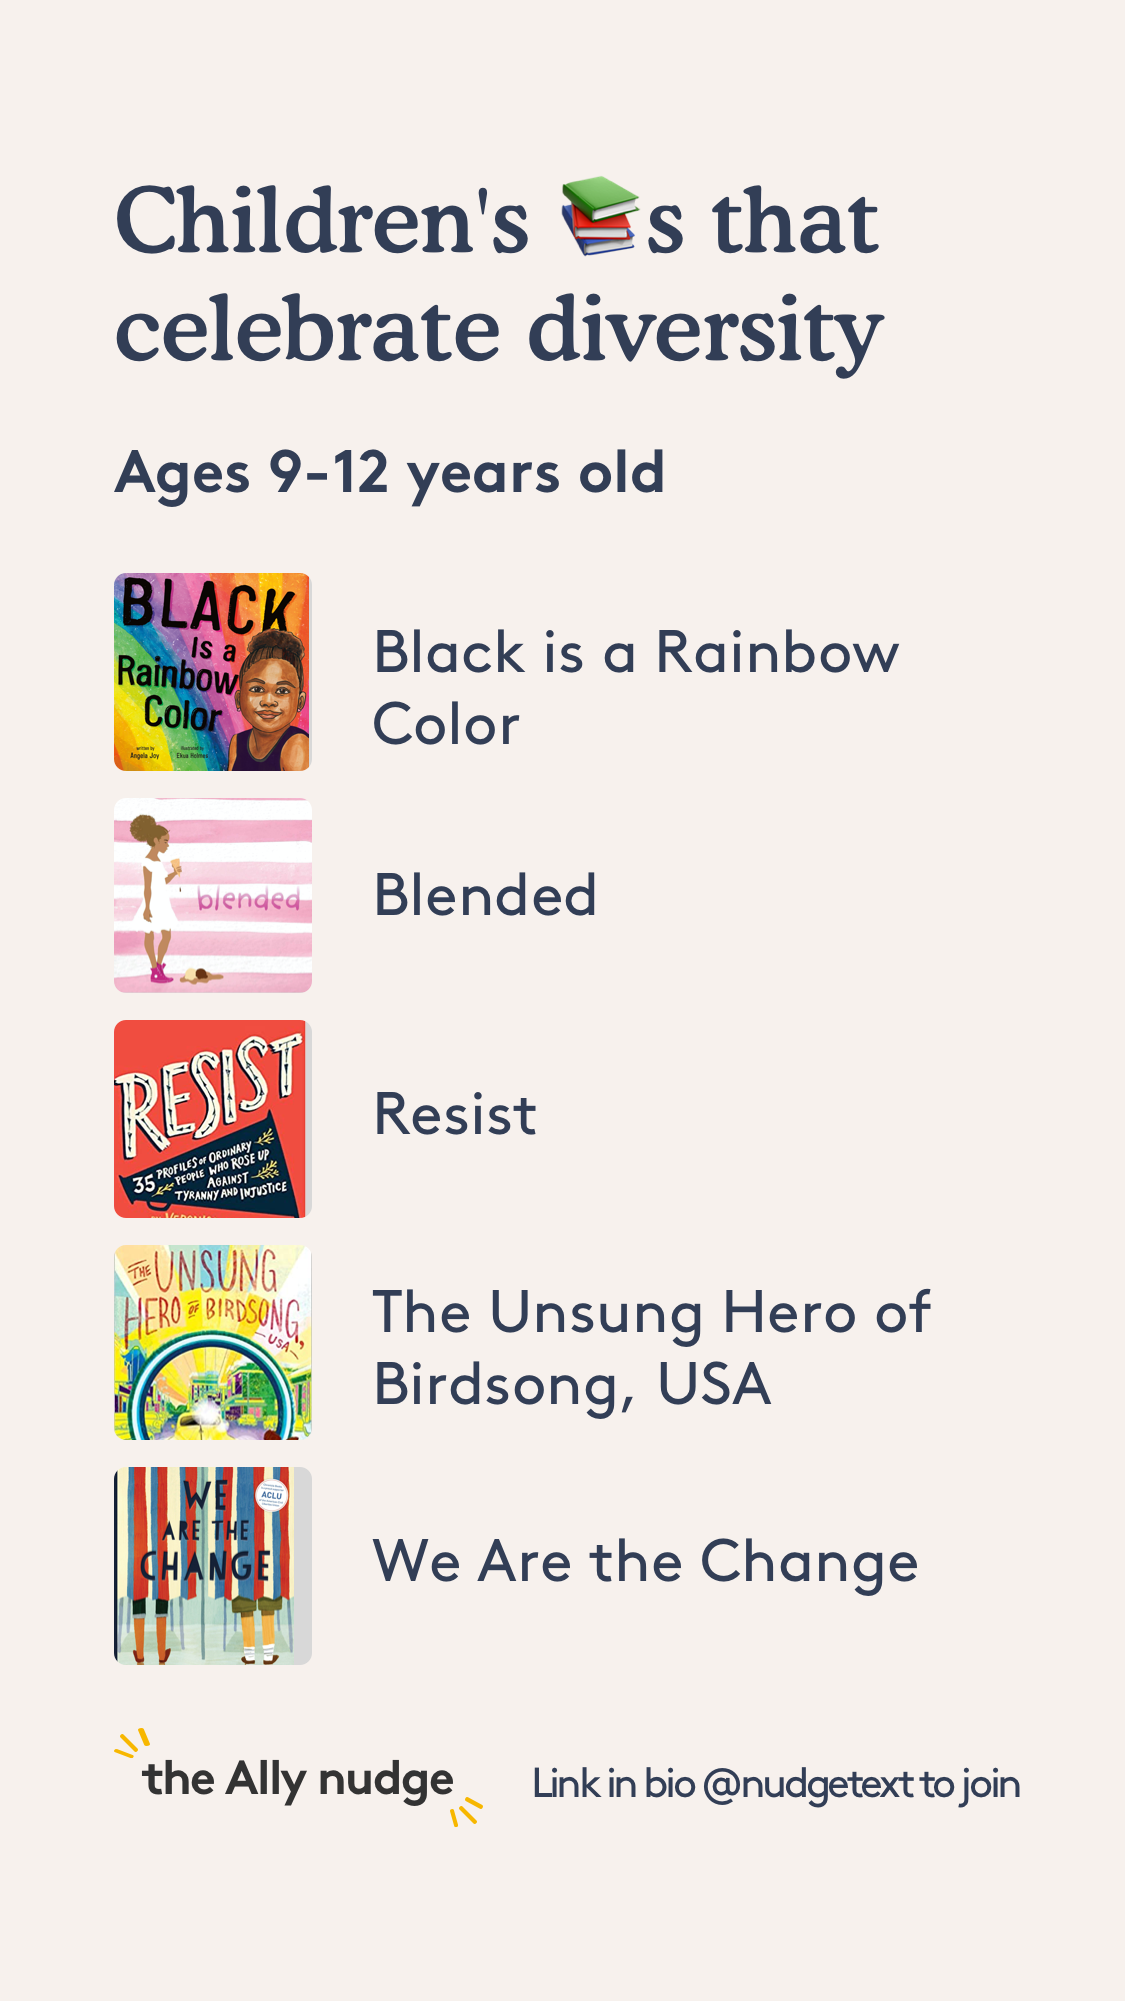 Children's 📚s that
celebrate diversity
Ages 9-12 years old
BLACK
Is a
Rainbow
Color
written by
Angela Joy
illustrated by
Ekua Holmes
Black is a Rainbow
Color
blended
Blended
RESIST
35 PROFILES of ORDINARY
PEOPLE WHO ROSE UP
AGAINST
TYRANNY AND INJUSTICE
Resist
THE UNSUNG
HERO OF BIRDSONG,
USA
The Unsung Hero of
Birdsong, USA
WE
ARE THE
CHANGE
ACLU
We Are the Change
the Ally nudge
Link in bio @nudgetext to join